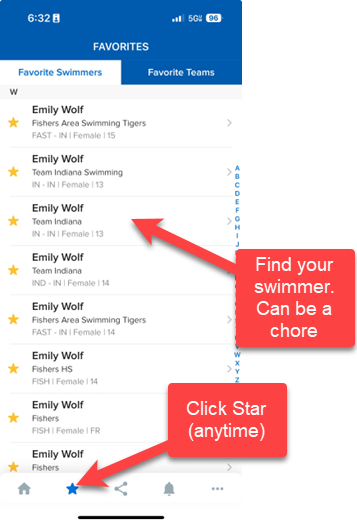 6:32 5G 96
FAVORITES
Favorite Swimmers Favorite Teams
W
Emily Wolf
Fishers Area Swimming Tigers
FAST - IN | Female | 15
Emily Wolf
Team Indiana Swimming
IN - IN | Female | 13
Emily Wolf
Team Indiana
IN - IN | Female | 13
Emily Wolf
Team Indiana
IND - IN | Female | 14
Emily Wolf
Fishers Area Swimming Tigers
FAST - IN | Female | 14
Emily Wolf
Fishers HS
FISH | Female | 14
Emily Wolf
Fishers
FISH | Female | FR
Emily Wolf
Fishers
A
B
C
D
E
F
G
H
I
J
W
X
Y
Z
Find your
swimmer.
Can be a
chore
Click Star
(anytime)